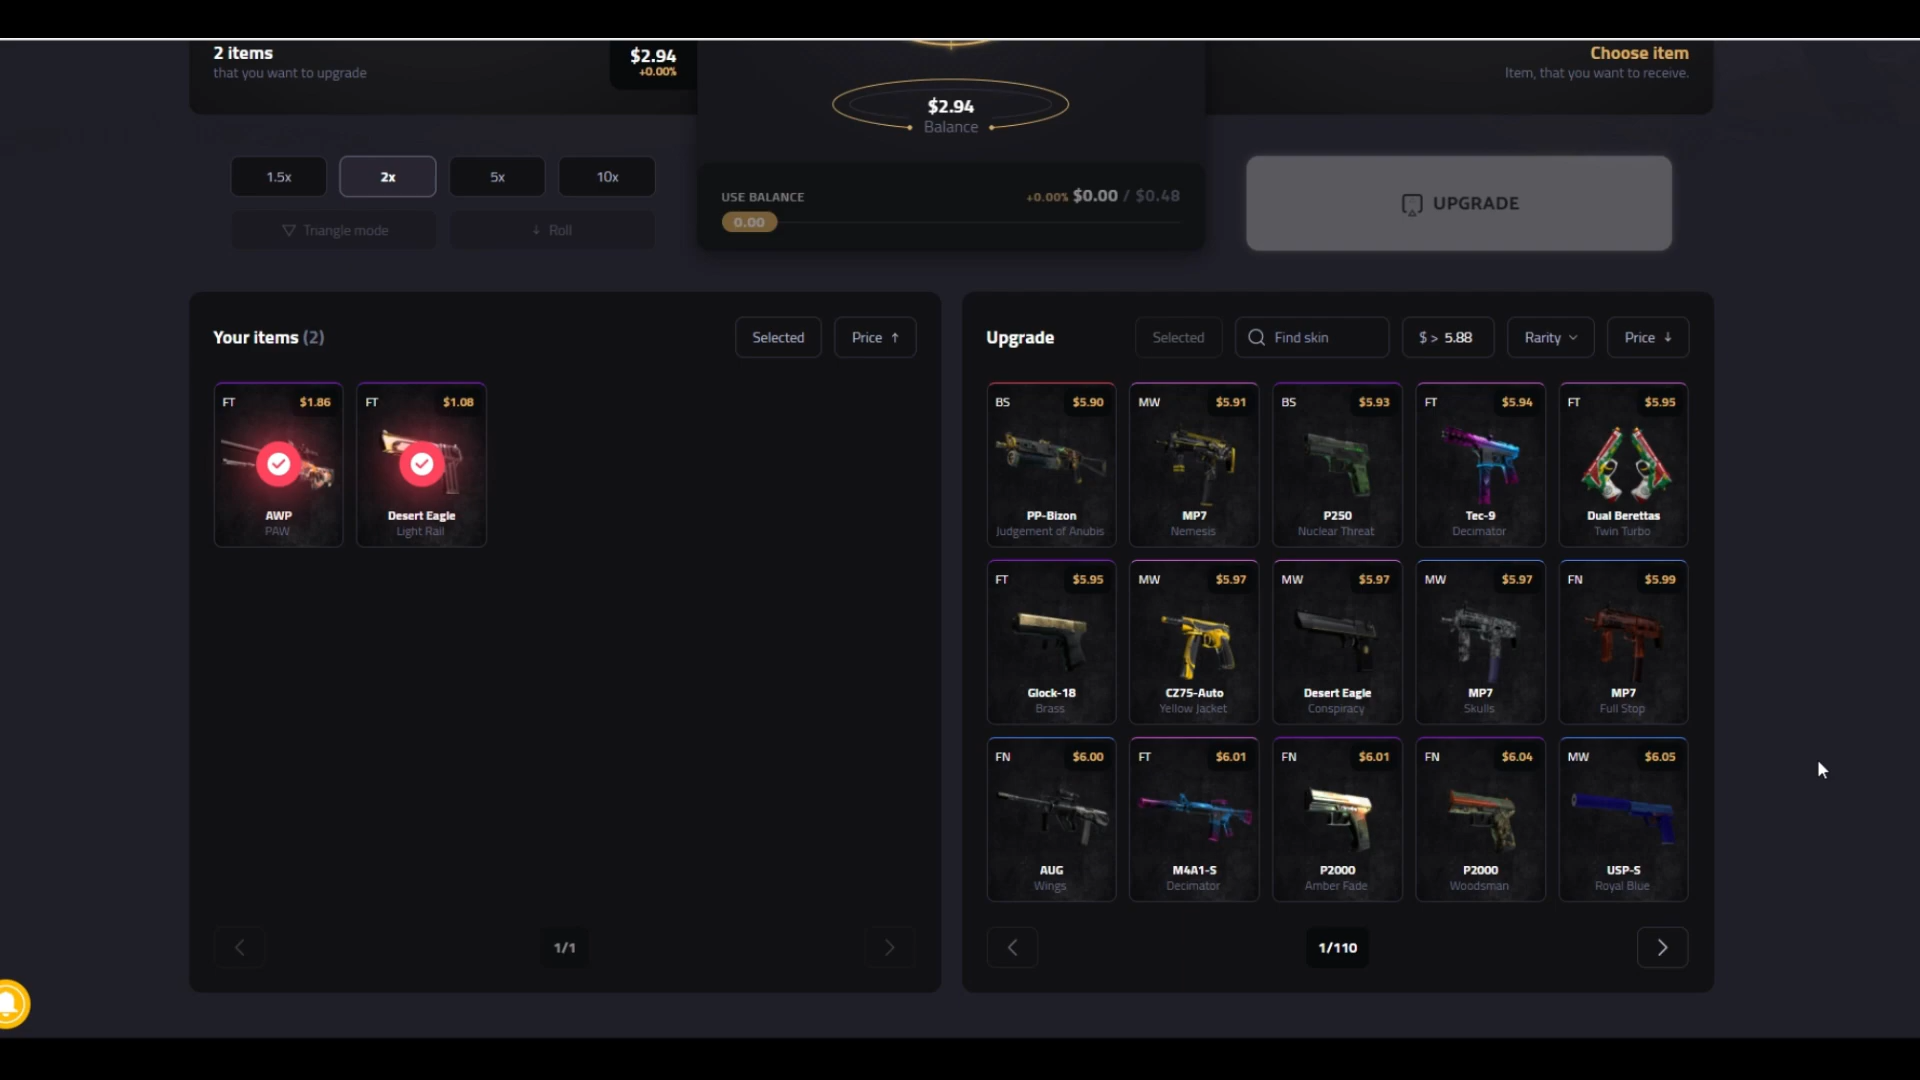 2 items
that you want to upgrade
$2.94
+0.00%
$2.94
Balance
Choose item
Item, that you want to receive.
1.5x
2x
5x
10x
Triangle mode
Roll
USE BALANCE
+0.00% $0.00 / $0.48
0.00
UPGRADE
Your items (2)
Selected
Price
FT $1.86
AWP
PAW
FT $1.08
Desert Eagle
Light Rail
1/1
Upgrade
Selected
Find skin
$ > 5.88
Rarity
Price
BS $5.90
PP-Bizon
Judgement of Anubis
MW $5.91
MP7
Nemesis
BS $5.93
P250
Nuclear Threat
FT $5.94
Tec-9
Decimator
FT $5.95
Dual Berettas
Twin Turbo
FT $5.95
Glock-18
Brass
MW $5.97
CZ75-Auto
Yellow Jacket
MW $5.97
Desert Eagle
Conspiracy
MW $5.97
MP7
Skulls
FN $5.99
MP7
Full Stop
FN $6.00
AUG
Wings
FT $6.01
M4A1-S
Decimator
FN $6.01
P2000
Amber Fade
FN $6.04
P2000
Woodsman
MW $6.05
USP-S
Royal Blue
1/110